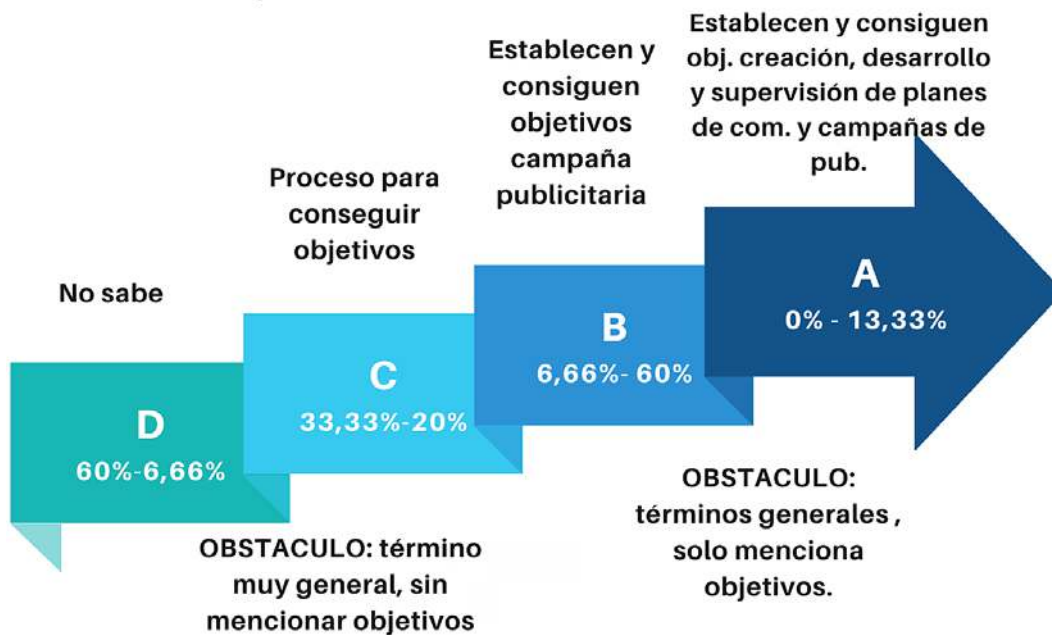 Establecen y consiguen
obj. creación, desarrollo
y supervisión de planes
de com. y campañas de
pub.
Establecen y
consiguen
objetivos
campaña
publicitaria
Proceso para
conseguir
objetivos
No sabe
A
0% - 13,33%
B
6,66%- 60%
C
33,33%-20%
D
60%-6,66%
OBSTACULO:
términos generales ,
solo menciona
objetivos.
OBSTACULO: término
muy general, sin
mencionar objetivos